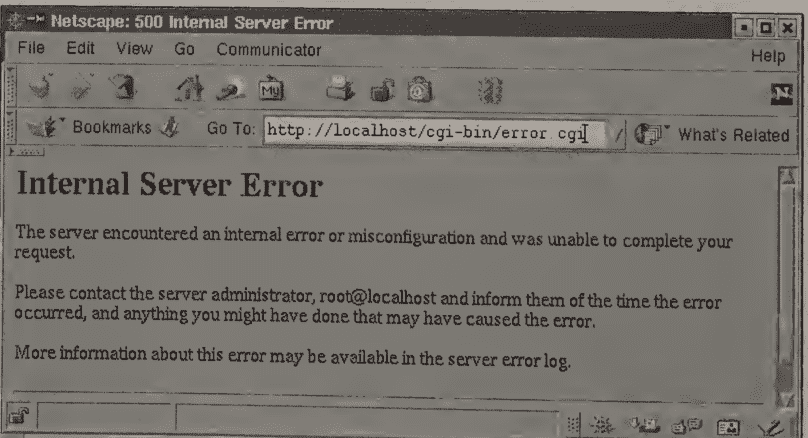 Netscape: 500 Internal Server Error
File Edit View Go Communicator Help
My N
Bookmarks Go To: http://localhost/cgi-bin/error.cgi What's Related
Internal Server Error
The server encountered an internal error or misconfiguration and was unable to complete your
request.
Please contact the server administrator, root@localhost and inform them of the time the error
occurred, and anything you might have done that may have caused the error.
More information about this error may be available in the server error log.